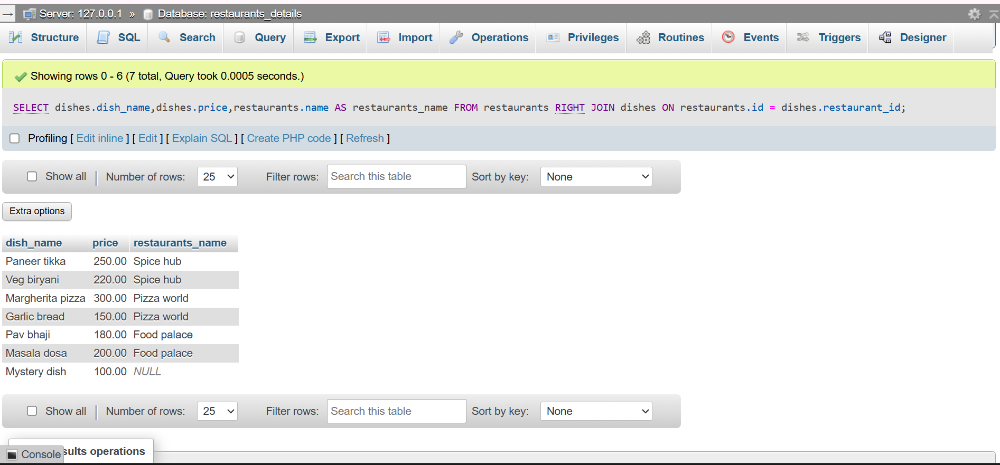 → Server: 127.0.0.1 » Database: restaurants_details
Structure SQL Search Query Export Import Operations Privileges Routines Events Triggers Designer
Showing rows 0 - 6 (7 total, Query took 0.0005 seconds.)
SELECT dishes.dish_name,dishes.price,restaurants.name AS restaurants_name FROM restaurants RIGHT JOIN dishes ON restaurants.id = dishes.restaurant_id;
Profiling [ Edit inline ] [ Edit ] [ Explain SQL ] [ Create PHP code ] [ Refresh ]
Show all | Number of rows: 25 Filter rows: Search this table Sort by key: None
Extra options
dish_name price restaurants_name
Paneer tikka 250.00 Spice hub
Veg biryani 220.00 Spice hub
Margherita pizza 300.00 Pizza world
Garlic bread 150.00 Pizza world
Pav bhaji 180.00 Food palace
Masala dosa 200.00 Food palace
Mystery dish 100.00 NULL
Show all | Number of rows: 25 Filter rows: Search this table Sort by key: None
Console sults operations